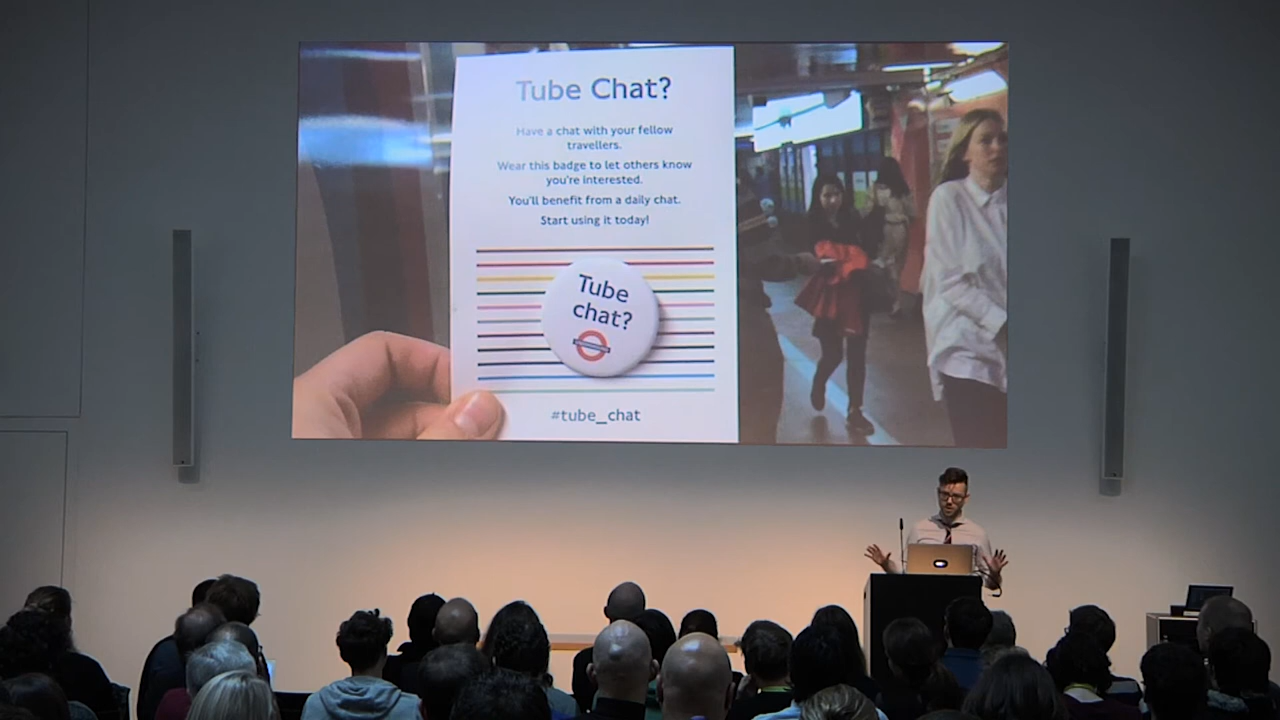 Tube Chat?
Have a chat with your fellow
travellers.
Wear this badge to let others know
you're interested.
You'll benefit from a daily chat.
Start using it today!
Tube
chat?
#tube_chat